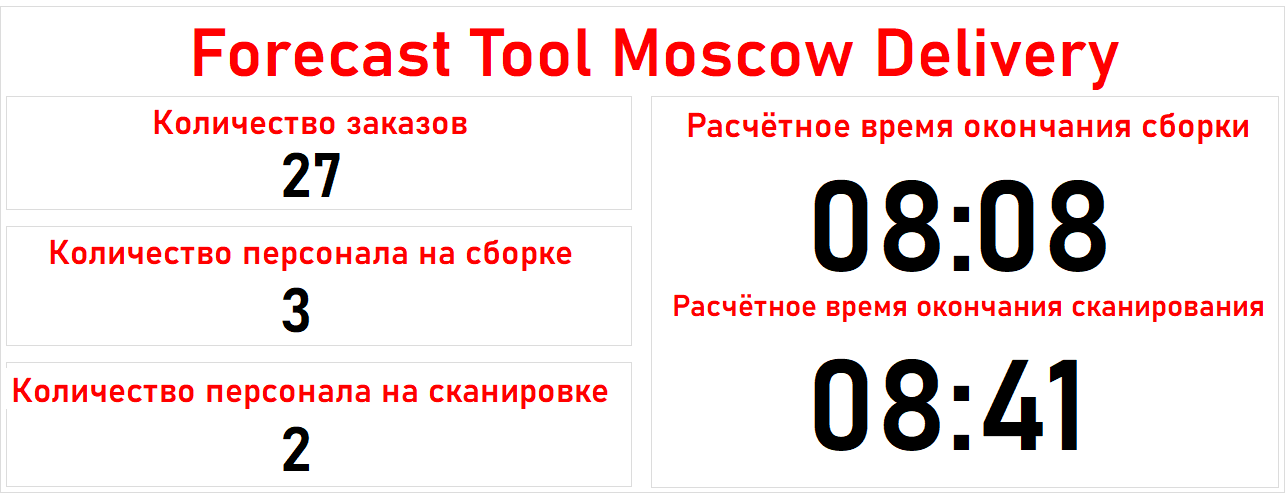 Forecast Tool Moscow Delivery
Количество заказов
27
Количество персонала на сборке
3
Количество персонала на сканировке
2
Расчётное время окончания сборки
08:08
Расчётное время окончания сканирования
08:41